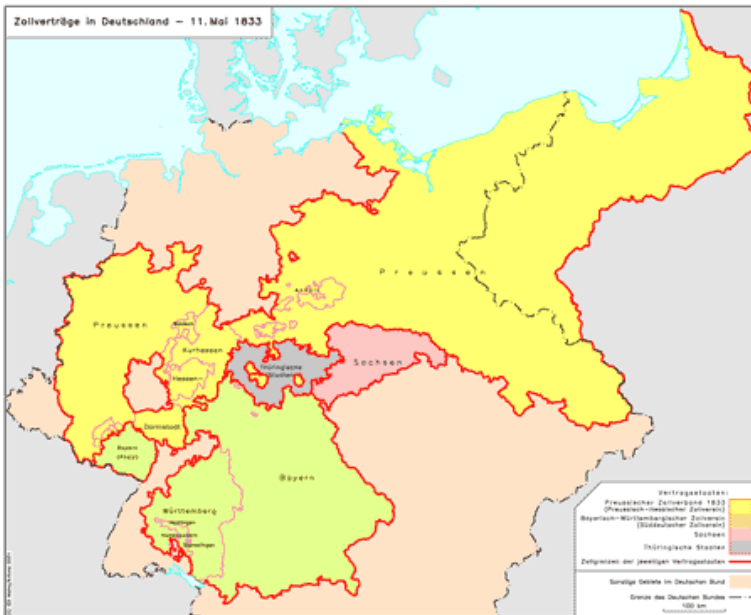 Zollverträge in Deutschland – 11. Mai 1833
Preussen
Preussen
Kurhessen
Hessen-
Thüringische
Staaten
Sachsen
Darmstadt
Bayern
(Pfalz)
Bayern
Württemberg
Vertragsstaaten:
Preussischer Zollverband 1833
(Preussisch-Hessischer Zollverein)
Bayerisch-Württembergischer Zollverein
(Süddeutscher Zollverein)
Sachsen
Thüringische Staaten
Zollgrenzen der jeweiligen Vertragsstaaten
Sonstige Gebiete im Deutschen Bund
Grenze des Deutschen Bundes
100 km